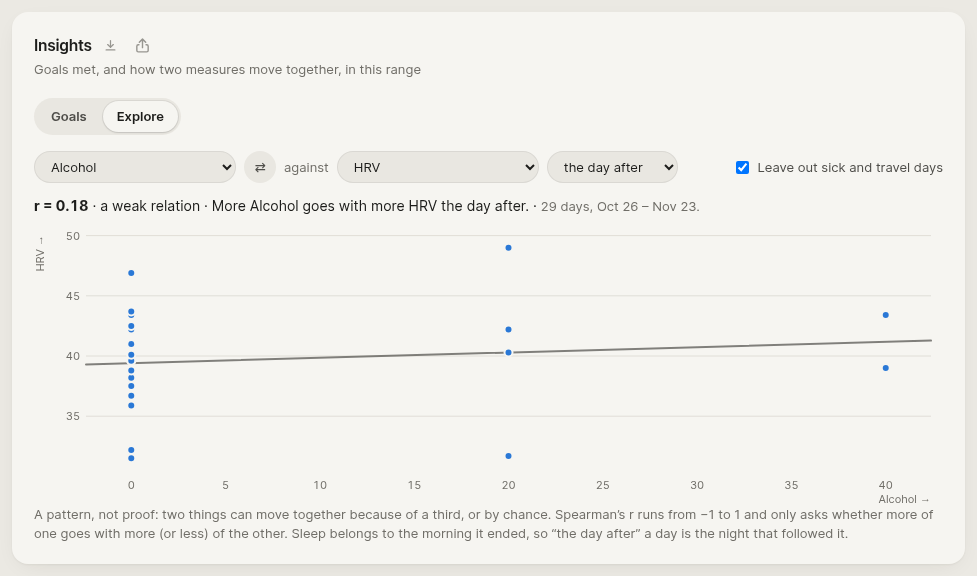 Insights
Goals met, and how two measures move together, in this range
Goals Explore
Alcohol ⇄ against HRV the day after Leave out sick and travel days
r = 0.18 · a weak relation · More Alcohol goes with more HRV the day after. · 29 days, Oct 26 – Nov 23.
HRV →
50
45
40
35
0 5 10 15 20 25 30 35 40
Alcohol →
A pattern, not proof: two things can move together because of a third, or by chance. Spearman’s r runs from −1 to 1 and only asks whether more of
one goes with more (or less) of the other. Sleep belongs to the morning it ended, so “the day after” a day is the night that followed it.